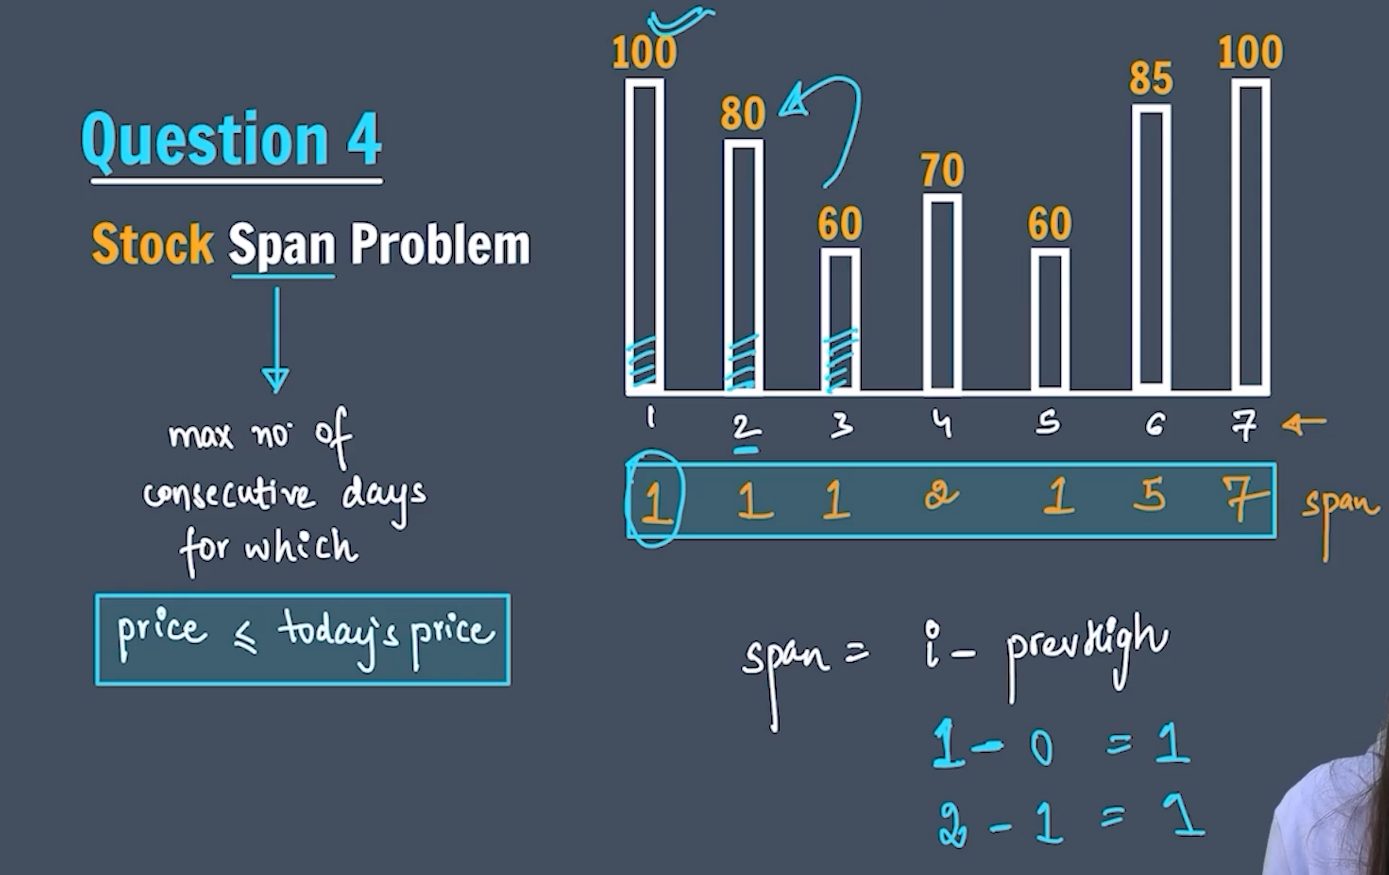 Question 4
Stock Span Problem
max no. of
consecutive days
for which
price ≤ today's price
100 80 60 70 60 85 100
1 2 3 4 5 6 7
1 1 1 2 1 5 7 span
span = i - prevHigh
1 - 0 = 1
2 - 1 = 1